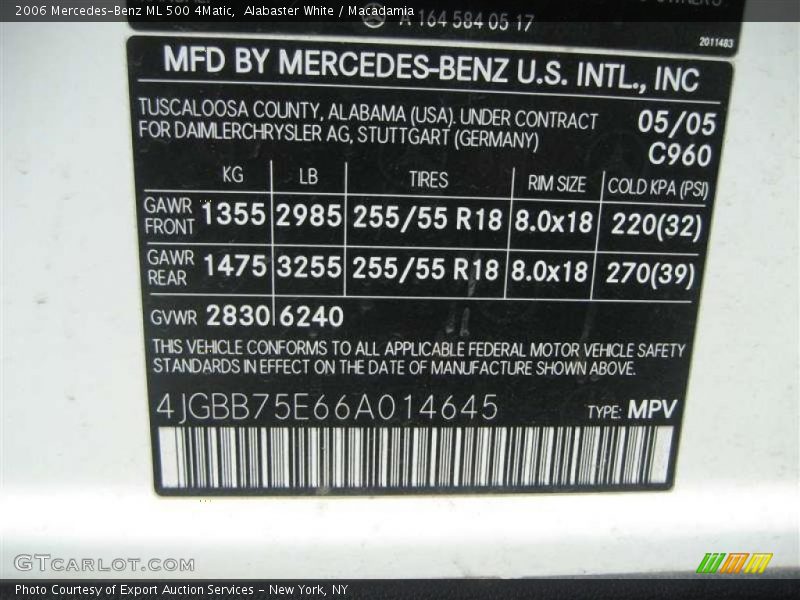 2006 Mercedes-Benz ML 500 4Matic, Alabaster White / Macadamia
A 164 584 05 17
2011483
MFD BY MERCEDES-BENZ U.S. INTL., INC
TUSCALOOSA COUNTY, ALABAMA (USA). UNDER CONTRACT 05/05
FOR DAIMLERCHRYSLER AG, STUTTGART (GERMANY) C960
KG LB TIRES RIM SIZE COLD KPA (PSI)
GAWR FRONT 1355 2985 255/55 R18 8.0x18 220(32)
GAWR REAR 1475 3255 255/55 R18 8.0x18 270(39)
GVWR 2830 6240
THIS VEHICLE CONFORMS TO ALL APPLICABLE FEDERAL MOTOR VEHICLE SAFETY
STANDARDS IN EFFECT ON THE DATE OF MANUFACTURE SHOWN ABOVE.
4JGBB75E66A014645 TYPE: MPV
GTCARLOT.COM
Photo Courtesy of Export Auction Services - New York, NY